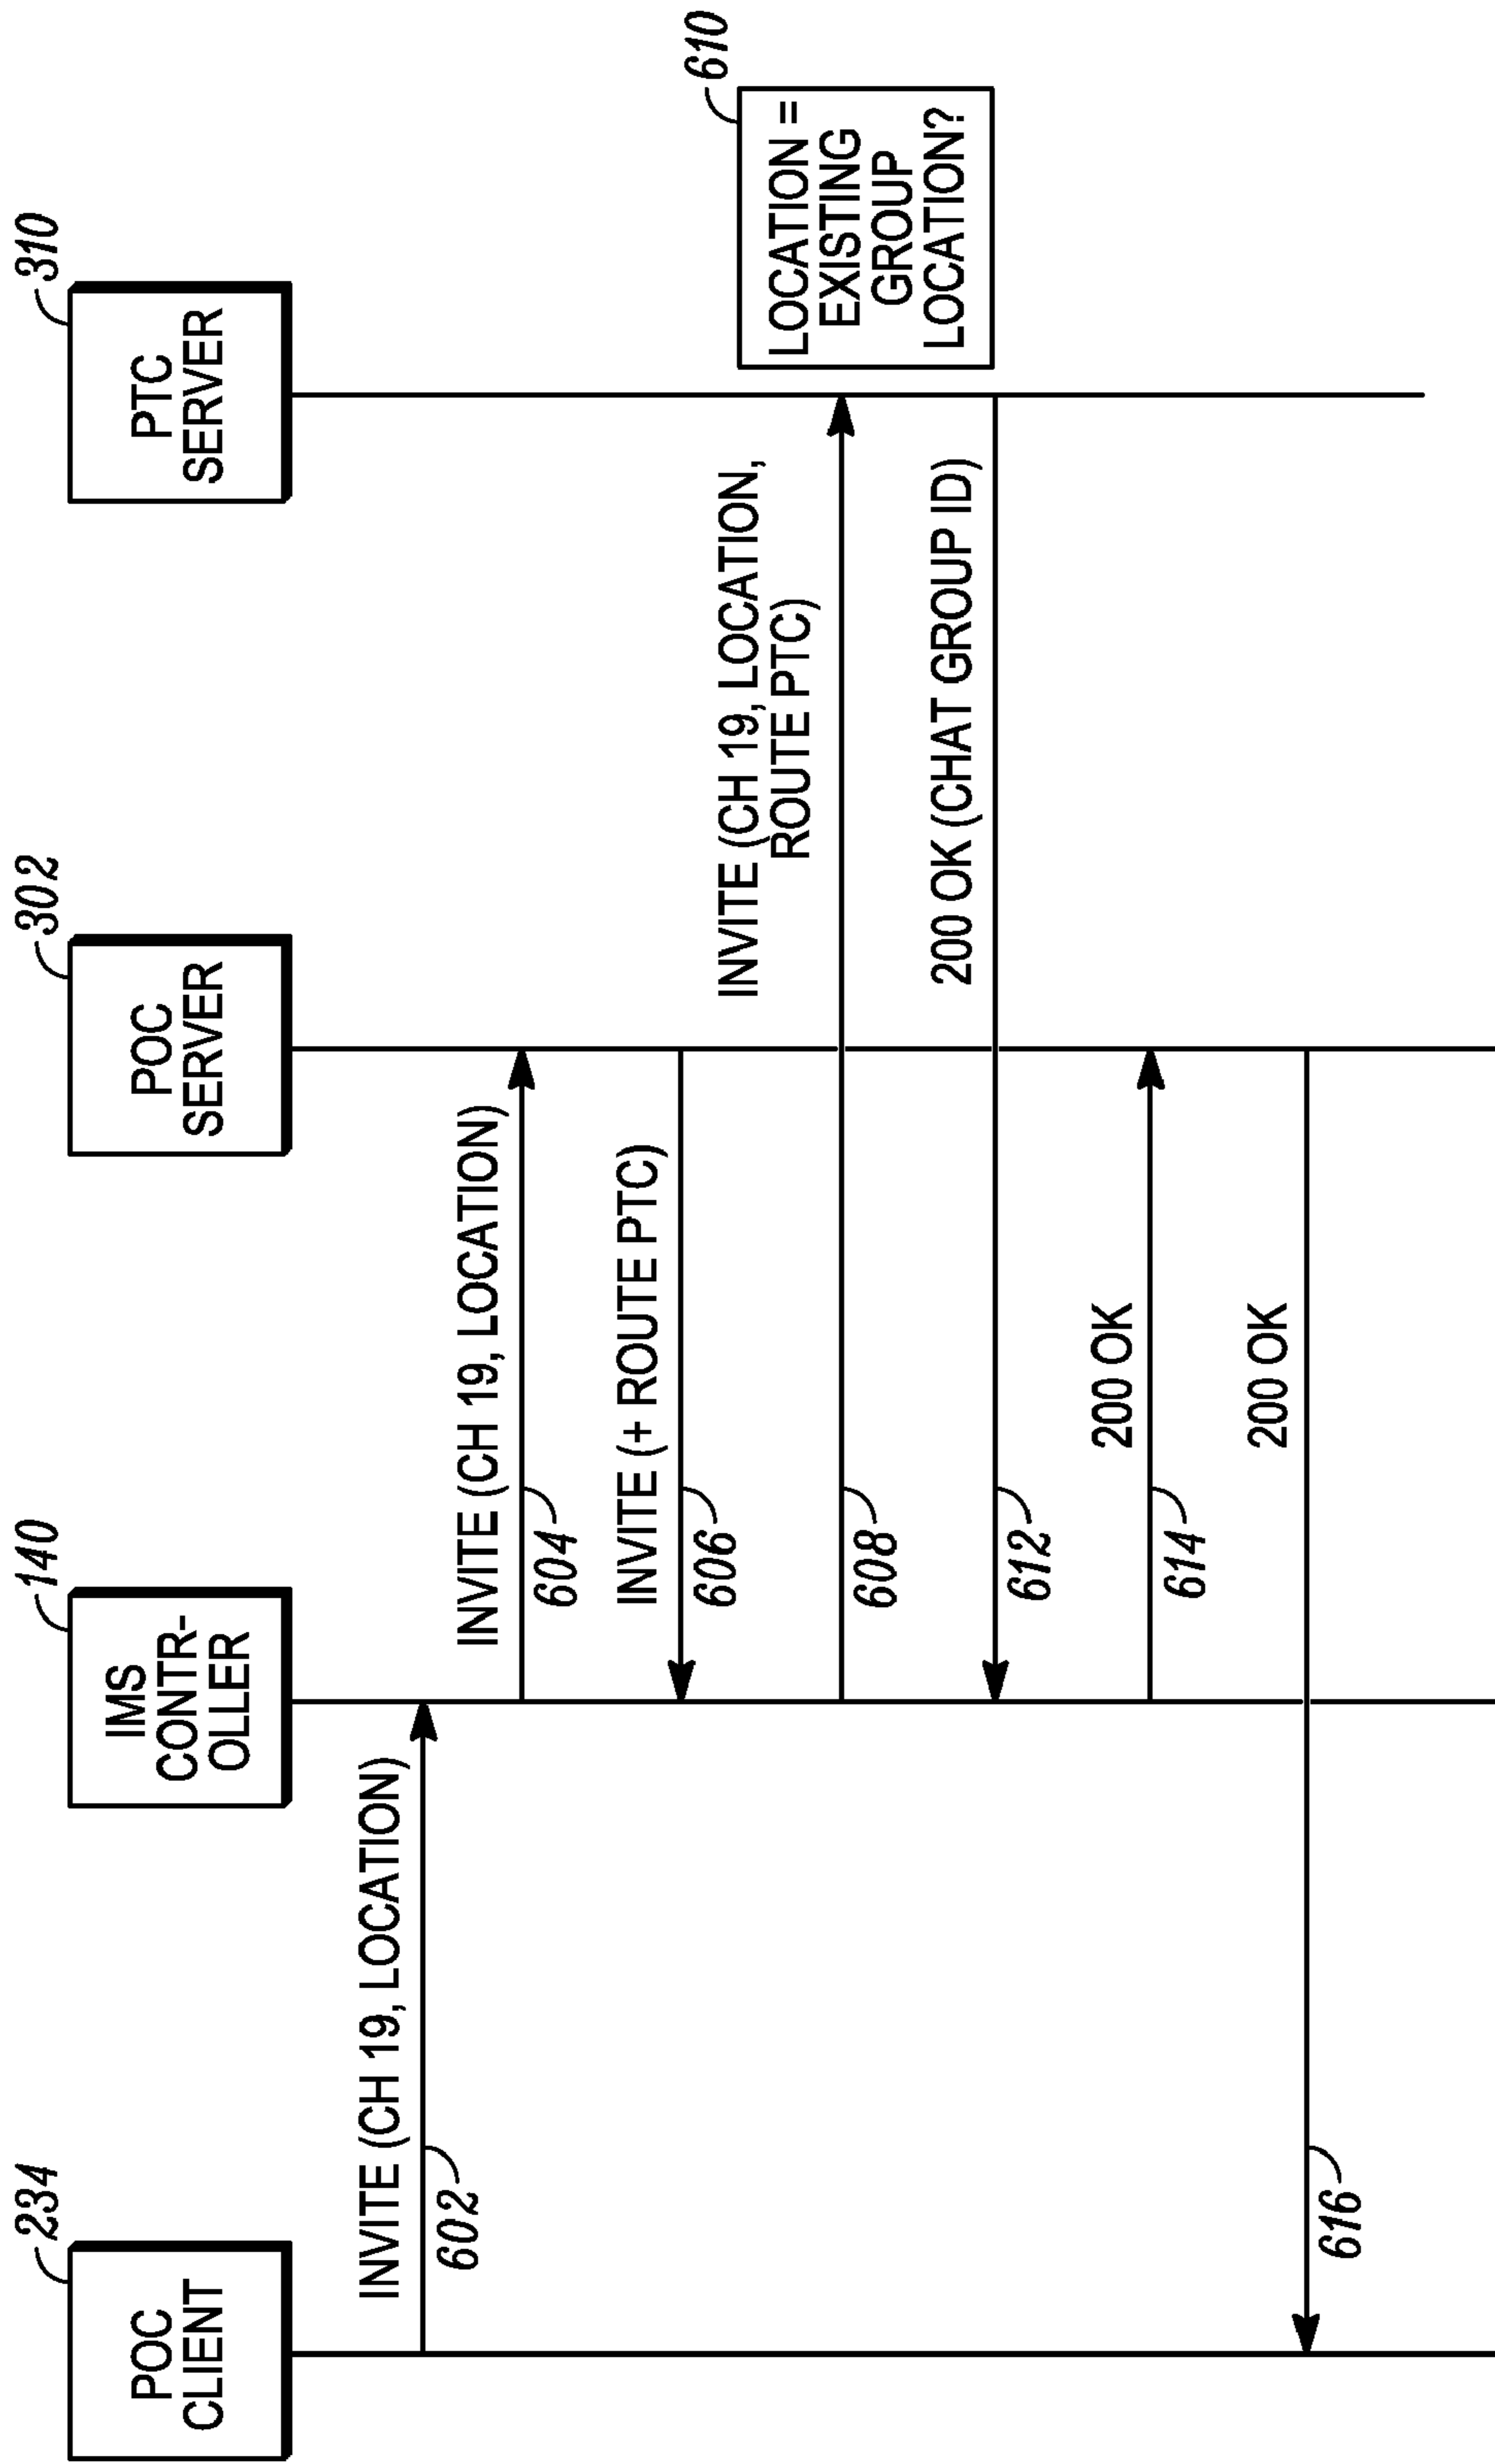 234
POC
CLIENT
140
IMS
CONTR-
OLLER
302
POC
SERVER
310
PTC
SERVER
INVITE (CH 19, LOCATION)
602
INVITE (CH 19, LOCATION)
604
INVITE (+ ROUTE PTC)
606
INVITE (CH 19, LOCATION,
ROUTE PTC)
608
610
LOCATION =
EXISTING
GROUP
LOCATION?
200 OK (CHAT GROUP ID)
612
200 OK
614
200 OK
616